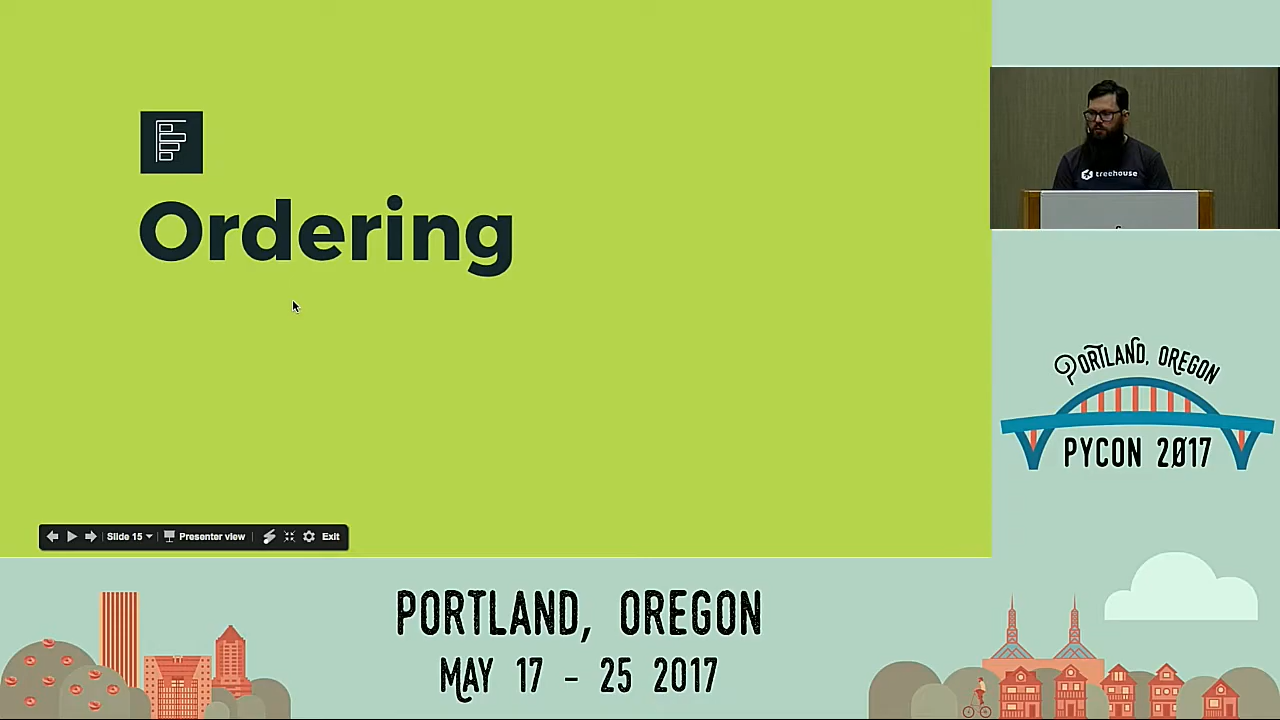 Ordering
Slide 15
Presenter view
Exit
treehouse
PORTLAND, OREGON
PYCON 2017
PORTLAND, OREGON
MAY 17 - 25 2017